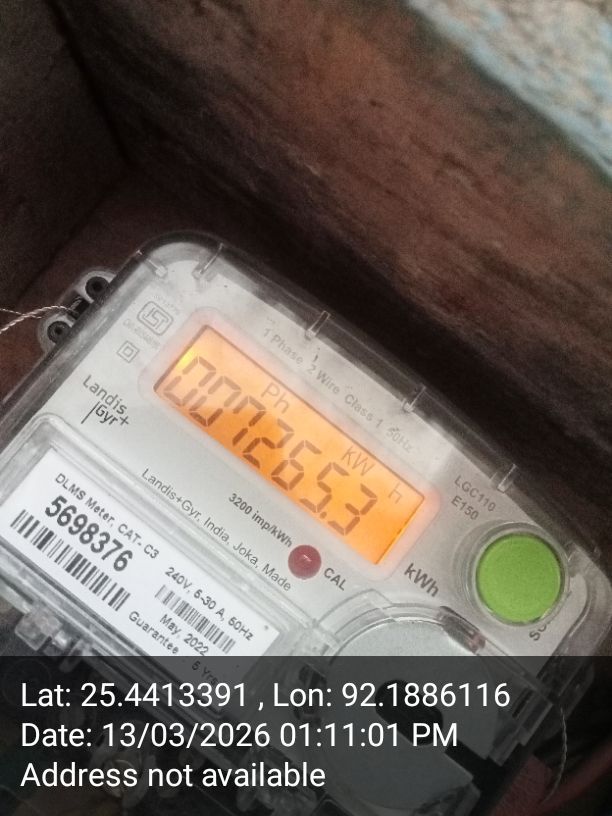 1 Phase 2 Wire Class 1 50Hz
Ph
kW h
007265.3
Landis
Gyr+
LGC110
E150
3200 imp/kWh
CAL
kWh
Landis+Gyr, India, Joka, Made
DLMS Meter, CAT- C3
5698376
240V, 5-30 A, 50Hz
May, 2022
Guarantee
Lat: 25.4413391 , Lon: 92.1886116
Date: 13/03/2026 01:11:01 PM
Address not available